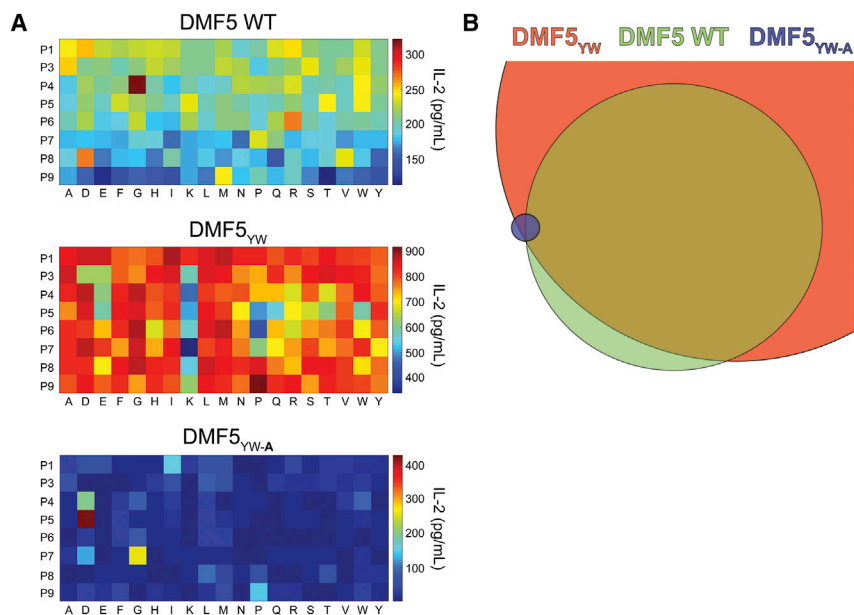 A
DMF5 WT
P1
P3
P4
P5
P6
P7
P8
P9
A D E F G H I K L M N P Q R S T V W Y
300
250
200
150
IL-2 (pg/mL)
DMF5YW
P1
P3
P4
P5
P6
P7
P8
P9
A D E F G H I K L M N P Q R S T V W Y
900
800
700
600
500
400
IL-2 (pg/mL)
DMF5YW-A
P1
P3
P4
P5
P6
P7
P8
P9
A D E F G H I K L M N P Q R S T V W Y
400
300
200
100
IL-2 (pg/mL)
B
DMF5YW DMF5 WT DMF5YW-A